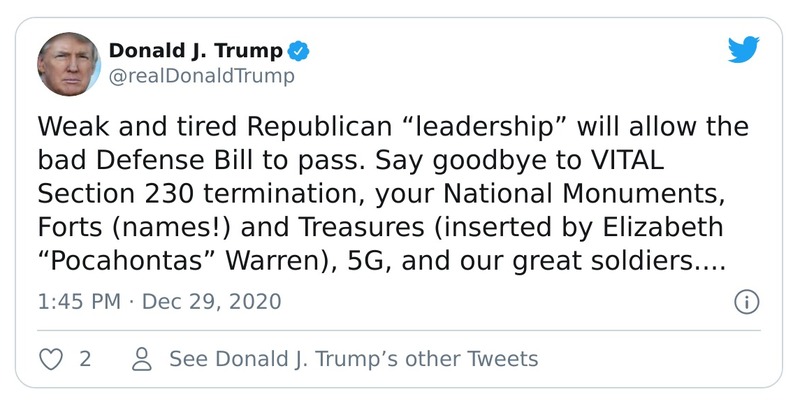 Donald J. Trump
@realDonaldTrump
Weak and tired Republican “leadership” will allow the
bad Defense Bill to pass. Say goodbye to VITAL
Section 230 termination, your National Monuments,
Forts (names!) and Treasures (inserted by Elizabeth
“Pocahontas” Warren), 5G, and our great soldiers....
1:45 PM · Dec 29, 2020
2 See Donald J. Trump’s other Tweets